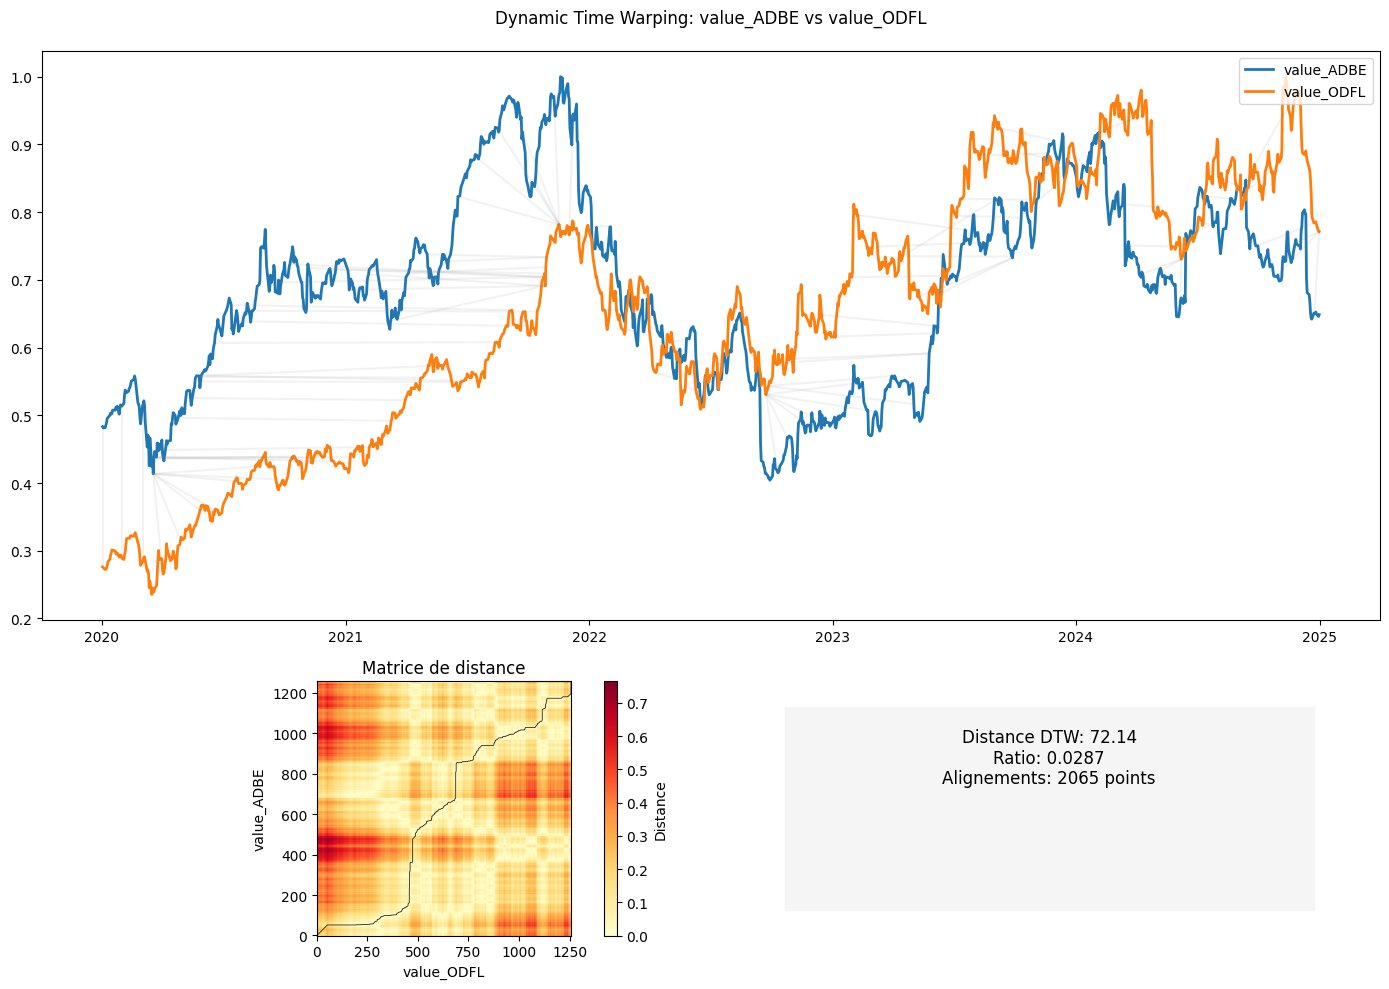 Dynamic Time Warping: value_ADBE vs value_ODFL
value_ADBE
value_ODFL
1.0
0.9
0.8
0.7
0.6
0.5
0.4
0.3
0.2
2020 2021 2022 2023 2024 2025
Matrice de distance
value_ADBE
1200
1000
800
600
400
200
0
0 250 500 750 1000 1250
value_ODFL
0.7
0.6
0.5
0.4
0.3
0.2
0.1
0.0
Distance
Distance DTW: 72.14
Ratio: 0.0287
Alignements: 2065 points